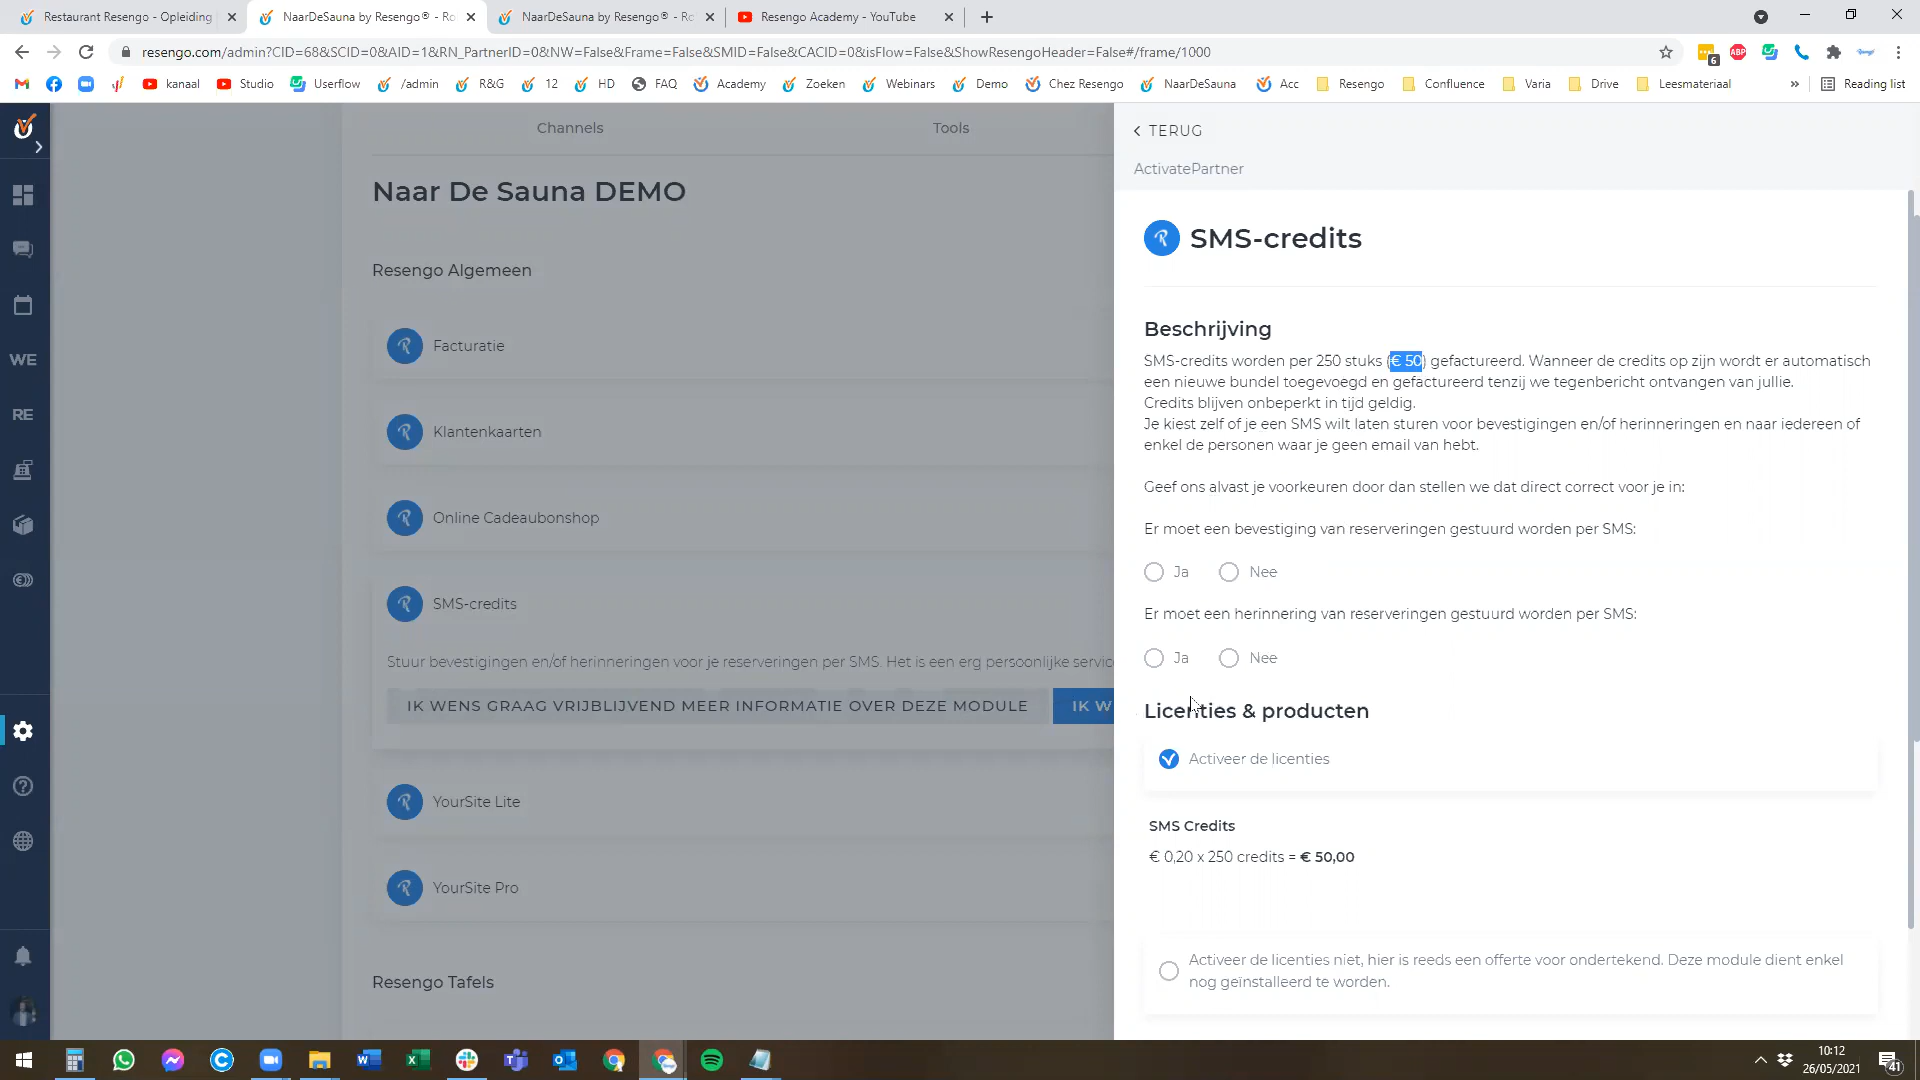 Restaurant Resengo - Opleiding
NaarDeSauna by Resengo® - Ro
NaarDeSauna by Resengo® - Ro
Resengo Academy - YouTube
resengo.com/admin?CID=68&SCID=0&AID=1&RN_PartnerID=0&NW=False&Frame=False&SMID=False&CACID=0&isFlow=False&ShowResengoHeader=False#/frame/1000
6
ABP
kanaal
Studio
Userflow
/admin
R&G
12
HD
FAQ
Academy
Zoeken
Webinars
Demo
Chez Resengo
NaarDeSauna
Acc
Resengo
Confluence
Varia
Drive
Leesmateriaal
»
Reading list
WE
RE
Channels
Tools
Naar De Sauna DEMO
Resengo Algemeen
Facturatie
Klantenkaarten
Online Cadeaubonshop
SMS-credits
Stuur bevestigingen en/of herinneringen voor je reserveringen per SMS. Het is een erg persoonlijke service
IK WENS GRAAG VRIJBLIJVEND MEER INFORMATIE OVER DEZE MODULE
IK W
YourSite Lite
YourSite Pro
Resengo Tafels
TERUG
ActivatePartner
SMS-credits
Beschrijving
SMS-credits worden per 250 stuks (€ 50) gefactureerd. Wanneer de credits op zijn wordt er automatisch
een nieuwe bundel toegevoegd en gefactureerd tenzij we tegenbericht ontvangen van jullie.
Credits blijven onbeperkt in tijd geldig.
Je kiest zelf of je een SMS wilt laten sturen voor bevestigingen en/of herinneringen en naar iedereen of
enkel de personen waar je geen email van hebt.
Geef ons alvast je voorkeuren door dan stellen we dat direct correct voor je in:
Er moet een bevestiging van reserveringen gestuurd worden per SMS:
Ja
Nee
Er moet een herinnering van reserveringen gestuurd worden per SMS:
Ja
Nee
Licenties & producten
Activeer de licenties
SMS Credits
€ 0,20 x 250 credits = € 50,00
Activeer de licenties niet, hier is reeds een offerte voor ondertekend. Deze module dient enkel
nog geïnstalleerd te worden.
10:12
26/05/2021
41